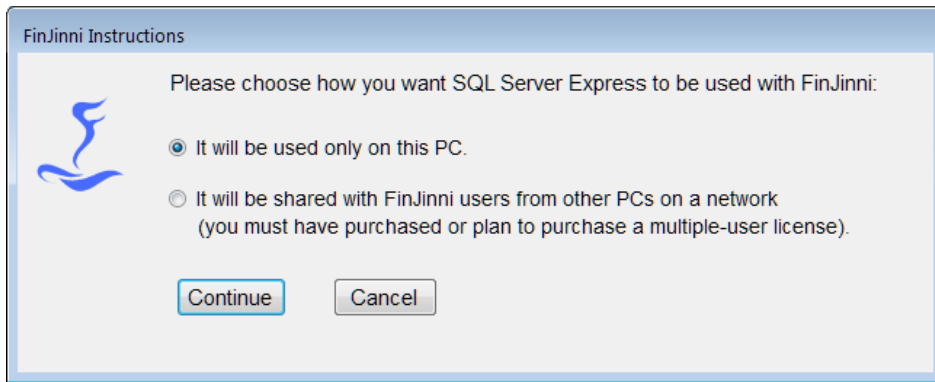 FinJinni Instructions
Please choose how you want SQL Server Express to be used with FinJinni:
It will be used only on this PC.
It will be shared with FinJinni users from other PCs on a network
(you must have purchased or plan to purchase a multiple-user license).
Continue Cancel